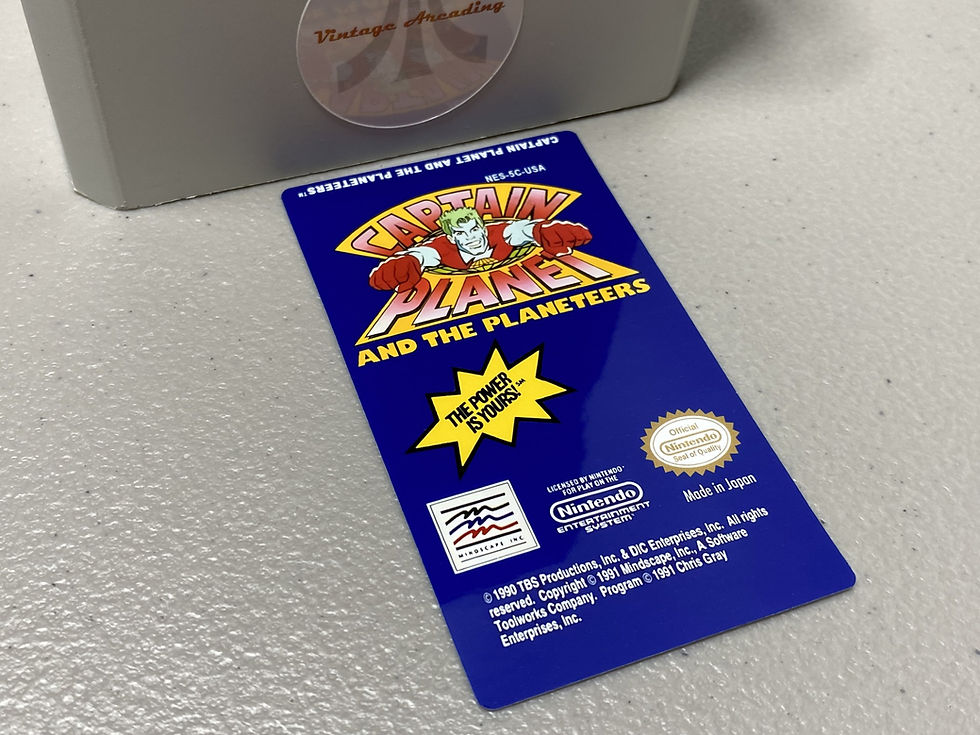 Vintage Arcading
CAPTAIN PLANET AND THE PLANETEERS™
NES-5C-USA
CAPTAIN
PLANET
AND THE PLANETEERS
THE POWER
IS YOURS!℠
Official
Nintendo
Seal of Quality
LICENSED BY NINTENDO
FOR PLAY ON THE
Nintendo
ENTERTAINMENT
SYSTEM™
Made in Japan
MINDSCAPE INC.
©1990 TBS Productions, Inc. & DIC Enterprises, Inc. All rights
reserved. Copyright © 1991 Mindscape, Inc., A Software
Toolworks Company. Program © 1991 Chris Gray
Enterprises, Inc.